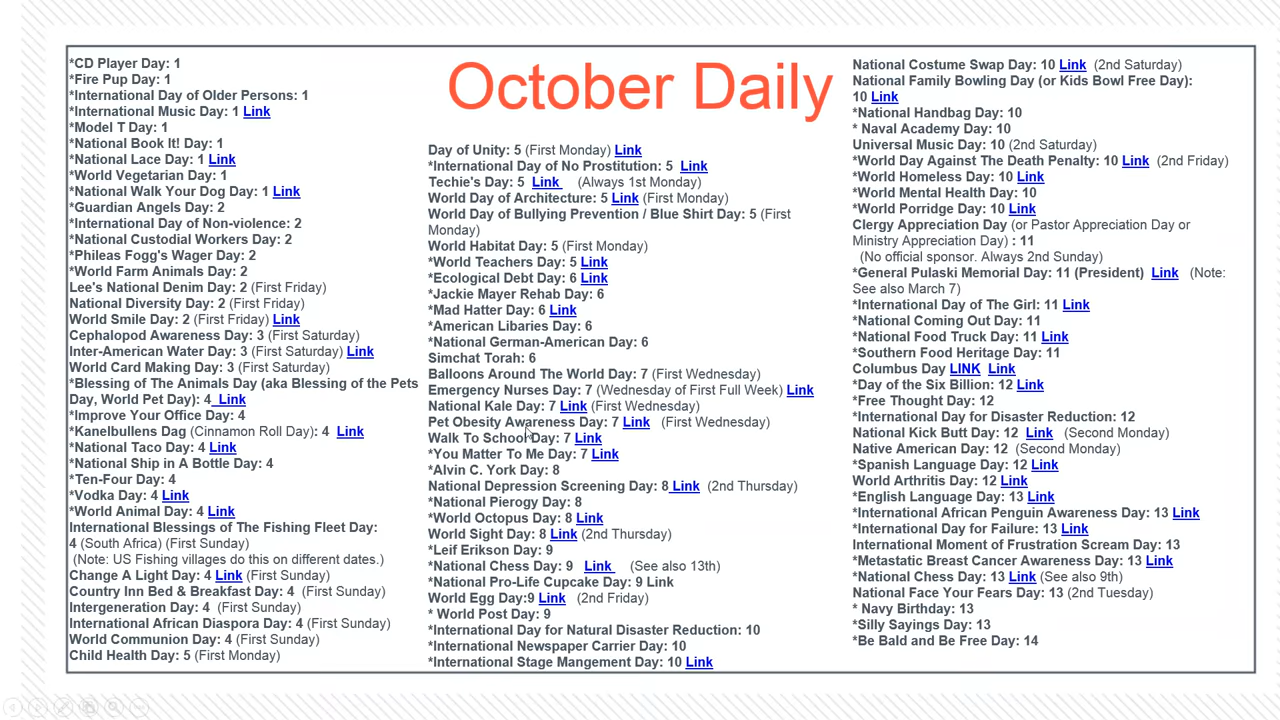 October Daily
*CD Player Day: 1
*Fire Pup Day: 1
*International Day of Older Persons: 1
*International Music Day: 1 Link
*Model T Day: 1
*National Book It! Day: 1
*National Lace Day: 1 Link
*World Vegetarian Day: 1
*National Walk Your Dog Day: 1 Link
*Guardian Angels Day: 2
*International Day of Non-violence: 2
*National Custodial Workers Day: 2
*Phileas Fogg's Wager Day: 2
*World Farm Animals Day: 2
Lee's National Denim Day: 2 (First Friday)
National Diversity Day: 2 (First Friday)
World Smile Day: 2 (First Friday) Link
Cephalopod Awareness Day: 3 (First Saturday)
Inter-American Water Day: 3 (First Saturday) Link
World Card Making Day: 3 (First Saturday)
*Blessing of The Animals Day (aka Blessing of the Pets
Day, World Pet Day): 4 Link
*Improve Your Office Day: 4
*Kanelbullens Dag (Cinnamon Roll Day): 4 Link
*National Taco Day: 4 Link
*National Ship in A Bottle Day: 4
*Ten-Four Day: 4
*Vodka Day: 4 Link
*World Animal Day: 4 Link
International Blessings of The Fishing Fleet Day:
4 (South Africa) (First Sunday)
(Note: US Fishing villages do this on different dates.)
Change A Light Day: 4 Link (First Sunday)
Country Inn Bed & Breakfast Day: 4 (First Sunday)
Intergeneration Day: 4 (First Sunday)
International African Diaspora Day: 4 (First Sunday)
World Communion Day: 4 (First Sunday)
Child Health Day: 5 (First Monday)
Day of Unity: 5 (First Monday) Link
*International Day of No Prostitution: 5 Link
Techie's Day: 5 Link (Always 1st Monday)
World Day of Architecture: 5 Link (First Monday)
World Day of Bullying Prevention / Blue Shirt Day: 5 (First
Monday)
World Habitat Day: 5 (First Monday)
*World Teachers Day: 5 Link
*Ecological Debt Day: 6 Link
*Jackie Mayer Rehab Day: 6
*Mad Hatter Day: 6 Link
*American Libaries Day: 6
*National German-American Day: 6
Simchat Torah: 6
Balloons Around The World Day: 7 (First Wednesday)
Emergency Nurses Day: 7 (Wednesday of First Full Week) Link
National Kale Day: 7 Link (First Wednesday)
Pet Obesity Awareness Day: 7 Link (First Wednesday)
Walk To School Day: 7 Link
*You Matter To Me Day: 7 Link
*Alvin C. York Day: 8
National Depression Screening Day: 8 Link (2nd Thursday)
*National Pierogy Day: 8
*World Octopus Day: 8 Link
World Sight Day: 8 Link (2nd Thursday)
*Leif Erikson Day: 9
*National Chess Day: 9 Link (See also 13th)
*National Pro-Life Cupcake Day: 9 Link
World Egg Day:9 Link (2nd Friday)
* World Post Day: 9
*International Day for Natural Disaster Reduction: 10
*International Newspaper Carrier Day: 10
*International Stage Mangement Day: 10 Link
National Costume Swap Day: 10 Link (2nd Saturday)
National Family Bowling Day (or Kids Bowl Free Day):
10 Link
*National Handbag Day: 10
* Naval Academy Day: 10
Universal Music Day: 10 (2nd Saturday)
*World Day Against The Death Penalty: 10 Link (2nd Friday)
*World Homeless Day: 10 Link
*World Mental Health Day: 10
*World Porridge Day: 10 Link
Clergy Appreciation Day (or Pastor Appreciation Day or
Ministry Appreciation Day) : 11
(No official sponsor. Always 2nd Sunday)
*General Pulaski Memorial Day: 11 (President) Link (Note:
See also March 7)
*International Day of The Girl: 11 Link
*National Coming Out Day: 11
*National Food Truck Day: 11 Link
*Southern Food Heritage Day: 11
Columbus Day LINK Link
*Day of the Six Billion: 12 Link
*Free Thought Day: 12
*International Day for Disaster Reduction: 12
National Kick Butt Day: 12 Link (Second Monday)
Native American Day: 12 (Second Monday)
*Spanish Language Day: 12 Link
World Arthritis Day: 12 Link
*English Language Day: 13 Link
*International African Penguin Awareness Day: 13 Link
*International Day for Failure: 13 Link
International Moment of Frustration Scream Day: 13
*Metastatic Breast Cancer Awareness Day: 13 Link
*National Chess Day: 13 Link (See also 9th)
National Face Your Fears Day: 13 (2nd Tuesday)
* Navy Birthday: 13
*Silly Sayings Day: 13
*Be Bald and Be Free Day: 14